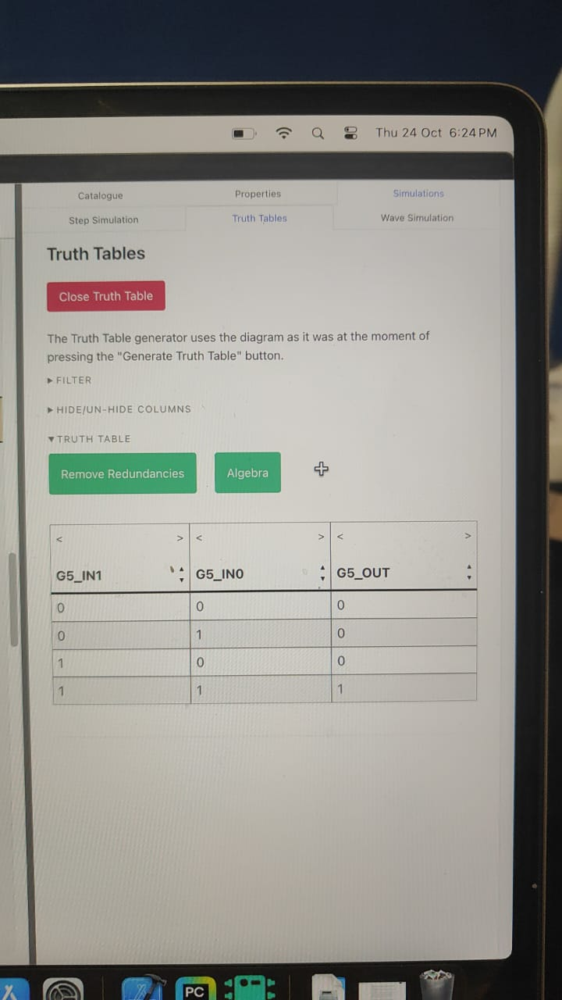 Thu 24 Oct 6:24 PM
Catalogue Properties Simulations
Step Simulation Truth Tables Wave Simulation
Truth Tables
Close Truth Table
The Truth Table generator uses the diagram as it was at the moment of
pressing the "Generate Truth Table" button.
▶ FILTER
▶ HIDE/UN-HIDE COLUMNS
▼ TRUTH TABLE
Remove Redundancies Algebra
< > < > < >
G5_IN1 G5_IN0 G5_OUT
0 0 0
0 1 0
1 0 0
1 1 1
PC